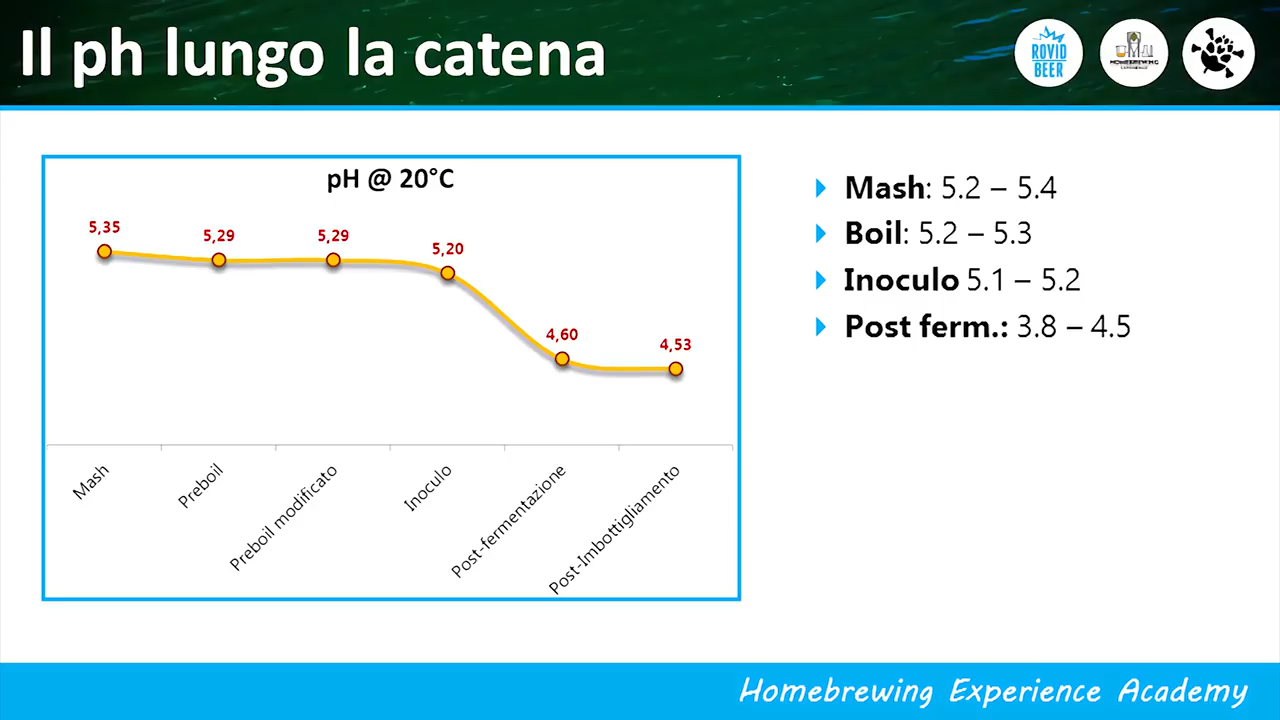 Il ph lungo la catena
ROVID
BEER
HOMEBREWING
pH @ 20°C
5,35
5,29
5,29
5,20
4,60
4,53
Mash
Preboil
Preboil modificato
Inoculo
Post-fermentazione
Post-Imbottigliamento
Mash: 5.2 – 5.4
Boil: 5.2 – 5.3
Inoculo 5.1 – 5.2
Post ferm.: 3.8 – 4.5
Homebrewing Experience Academy